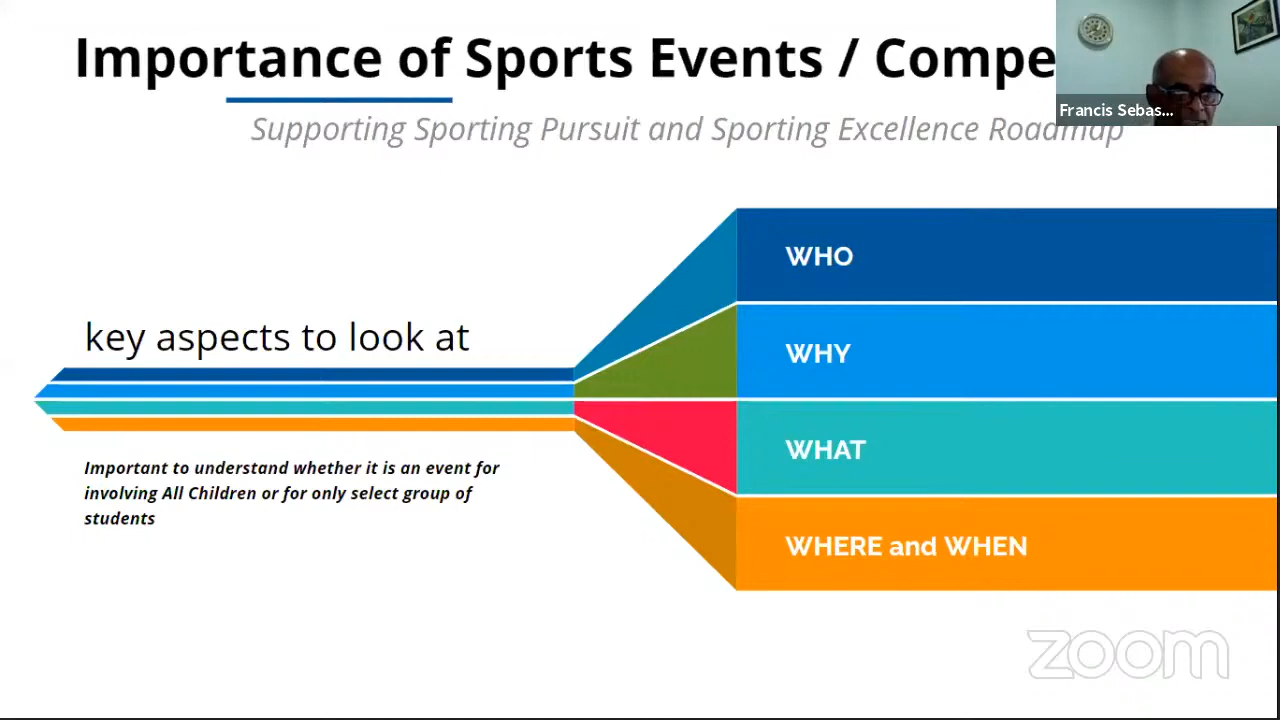 Importance of Sports Events / Compe
Supporting Sporting Pursuit and Sporting Excellence Roadmap
Francis Sebas...
WHO
WHY
key aspects to look at
WHAT
Important to understand whether it is an event for
involving All Children or for only select group of
students
WHERE and WHEN
zoom